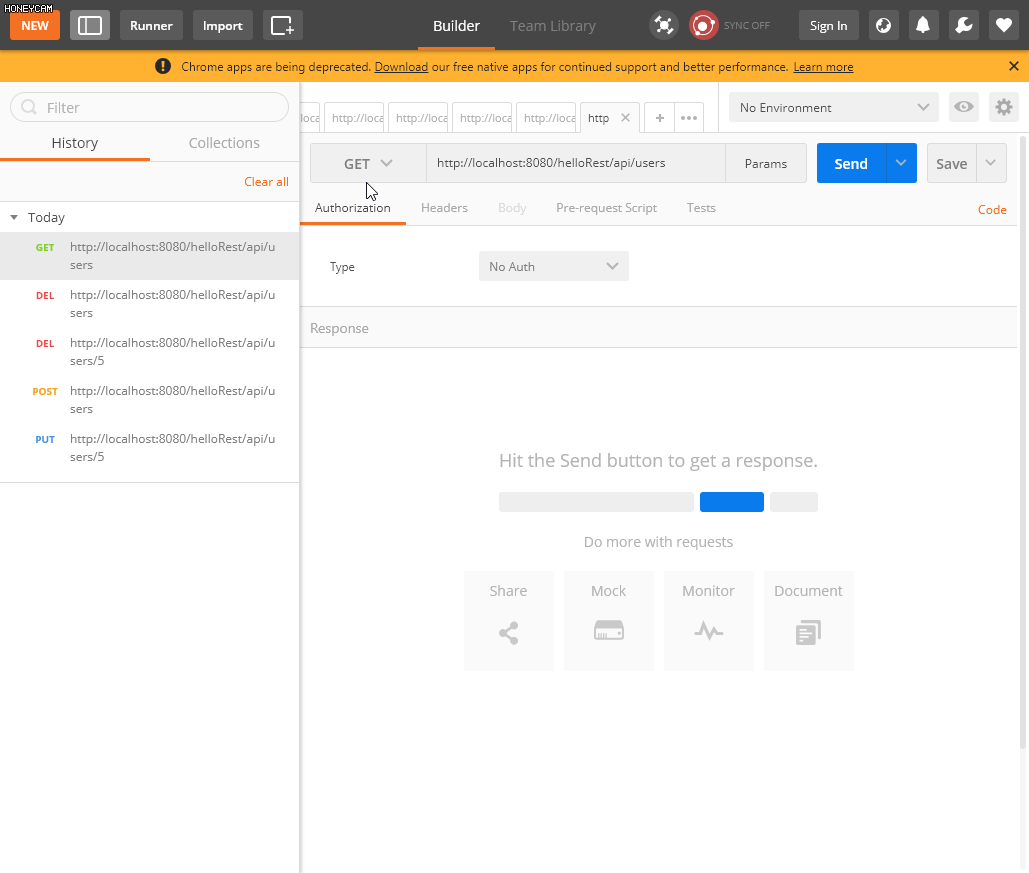 HONEYCAM
NEW
Runner
Import
Builder
Team Library
SYNC OFF
Sign In
Chrome apps are being deprecated. Download our free native apps for continued support and better performance. Learn more
Filter
History
Collections
Clear all
Today
GET http://localhost:8080/helloRest/api/u
sers
DEL http://localhost:8080/helloRest/api/u
sers
DEL http://localhost:8080/helloRest/api/u
sers/5
POST http://localhost:8080/helloRest/api/u
sers
PUT http://localhost:8080/helloRest/api/u
sers/5
loc http://loca http://loca http://loca http://loca http
No Environment
GET http://localhost:8080/helloRest/api/users Params Send Save
Authorization Headers Body Pre-request Script Tests Code
Type No Auth
Response
Hit the Send button to get a response.
Do more with requests
Share Mock Monitor Document